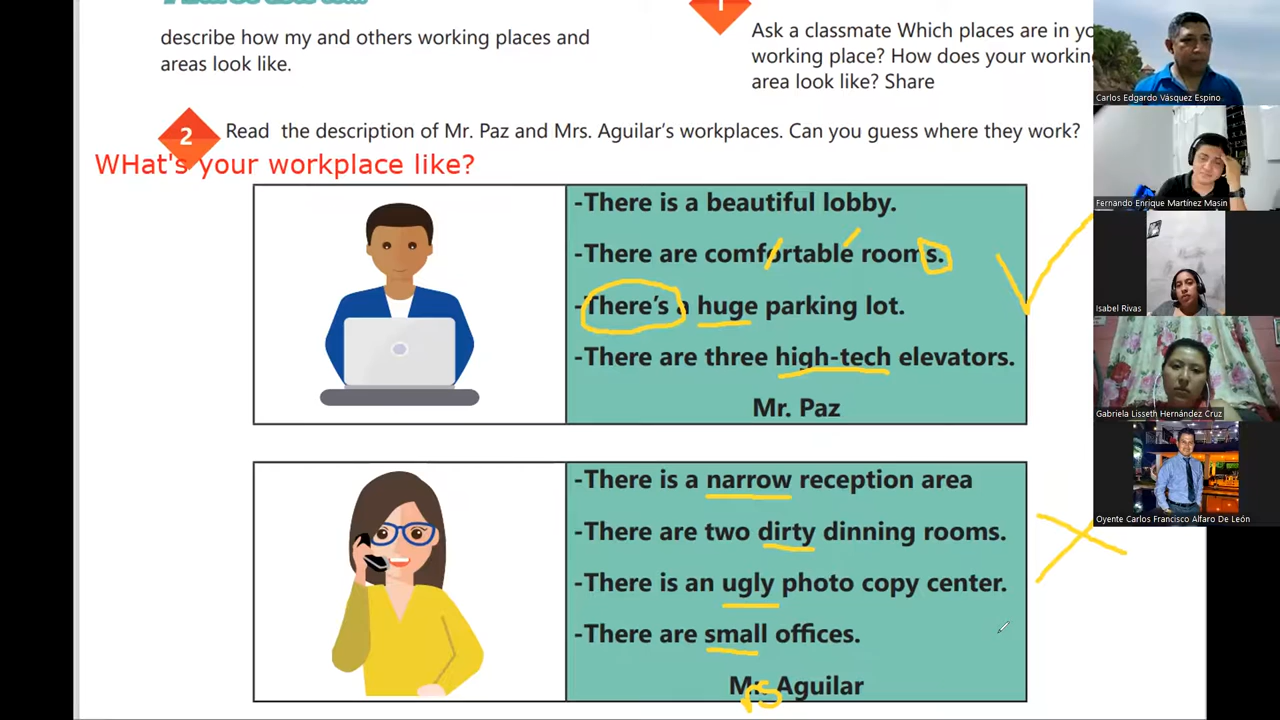 describe how my and others working places and
areas look like.
1
Ask a classmate Which places are in yo
working place? How does your working
area look like? Share
2
Read the description of Mr. Paz and Mrs. Aguilar's workplaces. Can you guess where they work?
WHat's your workplace like?
-There is a beautiful lobby.
-There are comfortable rooms.
-There's a huge parking lot.
-There are three high-tech elevators.
Mr. Paz
-There is a narrow reception area
-There are two dirty dinning rooms.
-There is an ugly photo copy center.
-There are small offices.
Mrs Aguilar
Carlos Edgardo Vásquez Espino
Fernando Enrique Martínez Masin
Isabel Rivas
Gabriela Lisseth Hernández Cruz
Oyente Carlos Francisco Alfaro De León